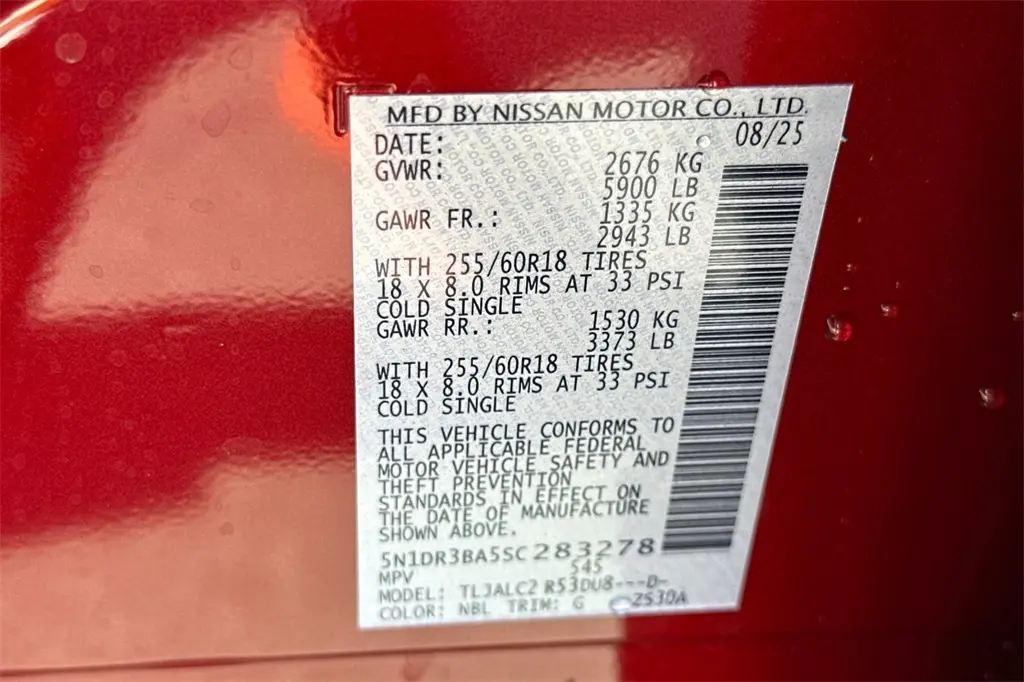 MFD BY NISSAN MOTOR CO., LTD.
DATE: 08/25
GVWR: 2676 KG
5900 LB
GAWR FR.: 1335 KG
2943 LB
WITH 255/60R18 TIRES
18 X 8.0 RIMS AT 33 PSI
COLD SINGLE
GAWR RR.: 1530 KG
3373 LB
WITH 255/60R18 TIRES
18 X 8.0 RIMS AT 33 PSI
COLD SINGLE
THIS VEHICLE CONFORMS TO
ALL APPLICABLE FEDERAL
MOTOR VEHICLE SAFETY AND
THEFT PREVENTION
STANDARDS IN EFFECT ON
THE DATE OF MANUFACTURE
SHOWN ABOVE.
5N1DR3BA5SC283278
MPV 545
MODEL: TLJALC2 R53DU8---D-
COLOR: NBL TRIM: G ZS30A